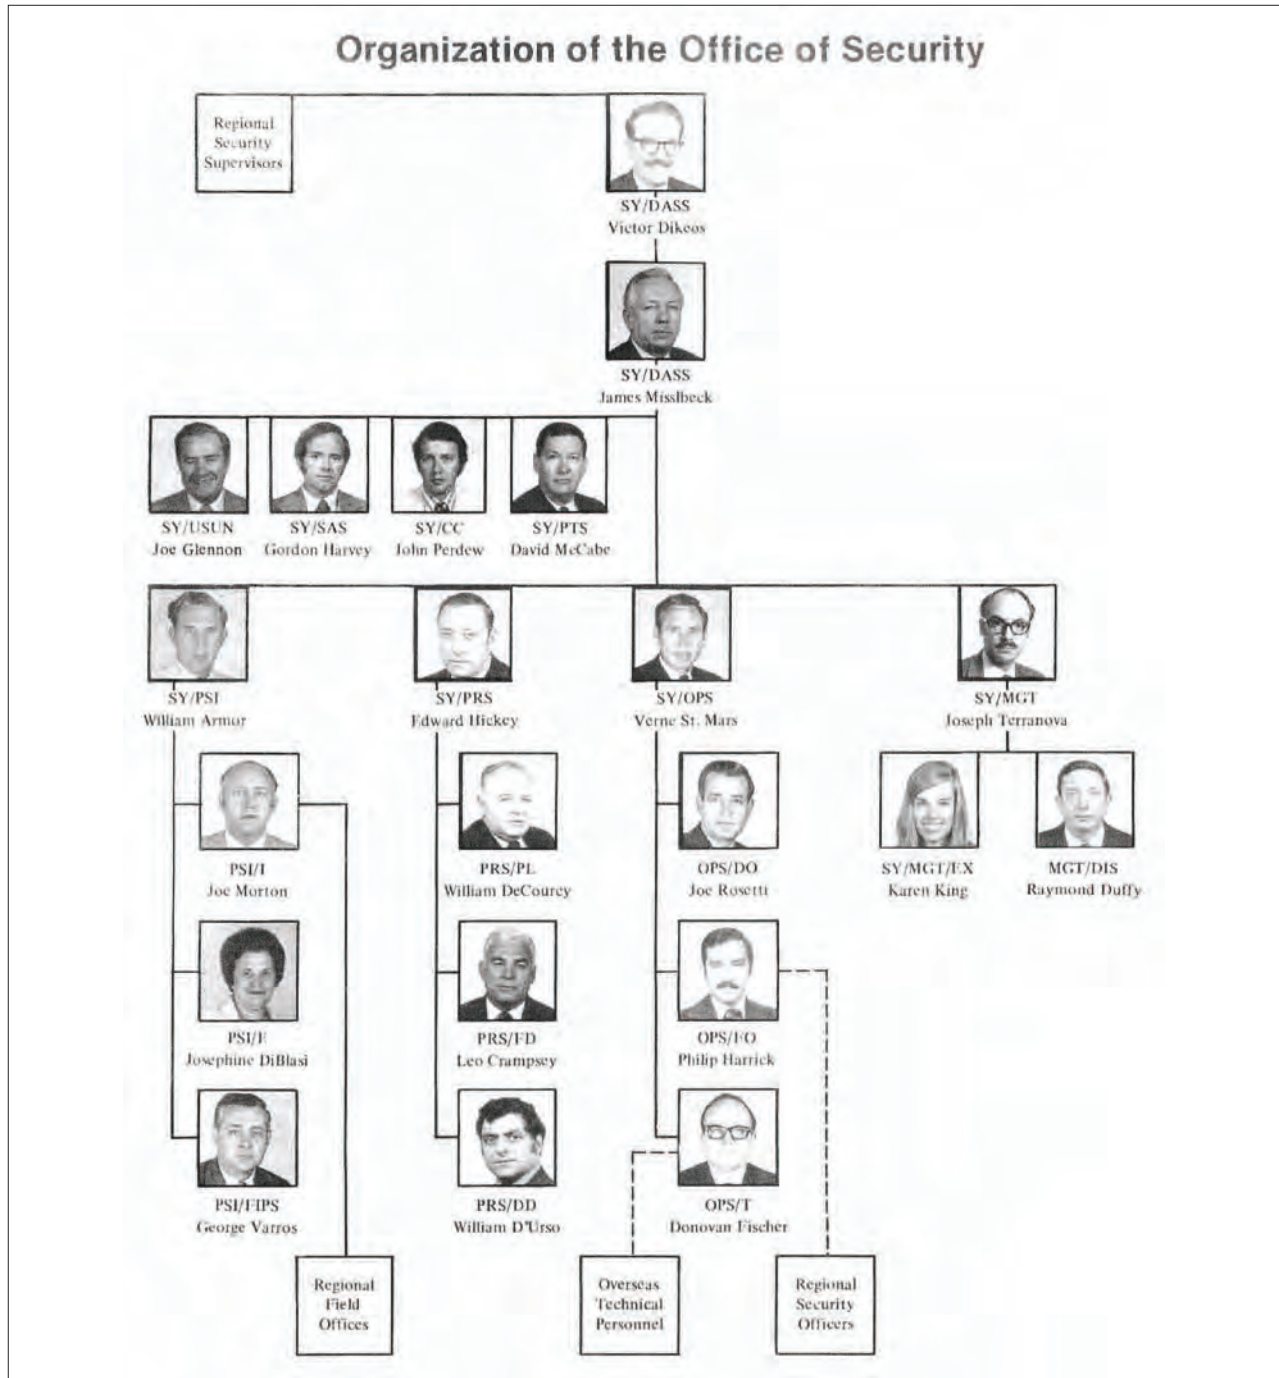 Organization of the Office of Security
Regional
Security
Supervisors
SY/DASS
Victor Dikeos
SY/DASS
James Misslbeck
SY/USUN
Joe Glennon
SY/SAS
Gordon Harvey
SY/CC
John Perdew
SY/PTS
David McCabe
SY/PSI
William Armor
SY/PRS
Edward Hickey
SY/OPS
Verne St. Mars
SY/MGT
Joseph Terranova
PSI/I
Joe Morton
PRS/PL
William DeCourcy
OPS/DO
Joe Rosetti
SY/MGT/EX
Karen King
MGT/DIS
Raymond Duffy
Josephine DiBlasi
PRS/FD
Leo Crampsey
OPS/FO
Philip Harrick
PSI/FIPS
George Varros
PRS/DD
William D'Urso
OPS/T
Donovan Fischer
Regional
Field
Offices
Overseas
Technical
Personnel
Regional
Security
Officers